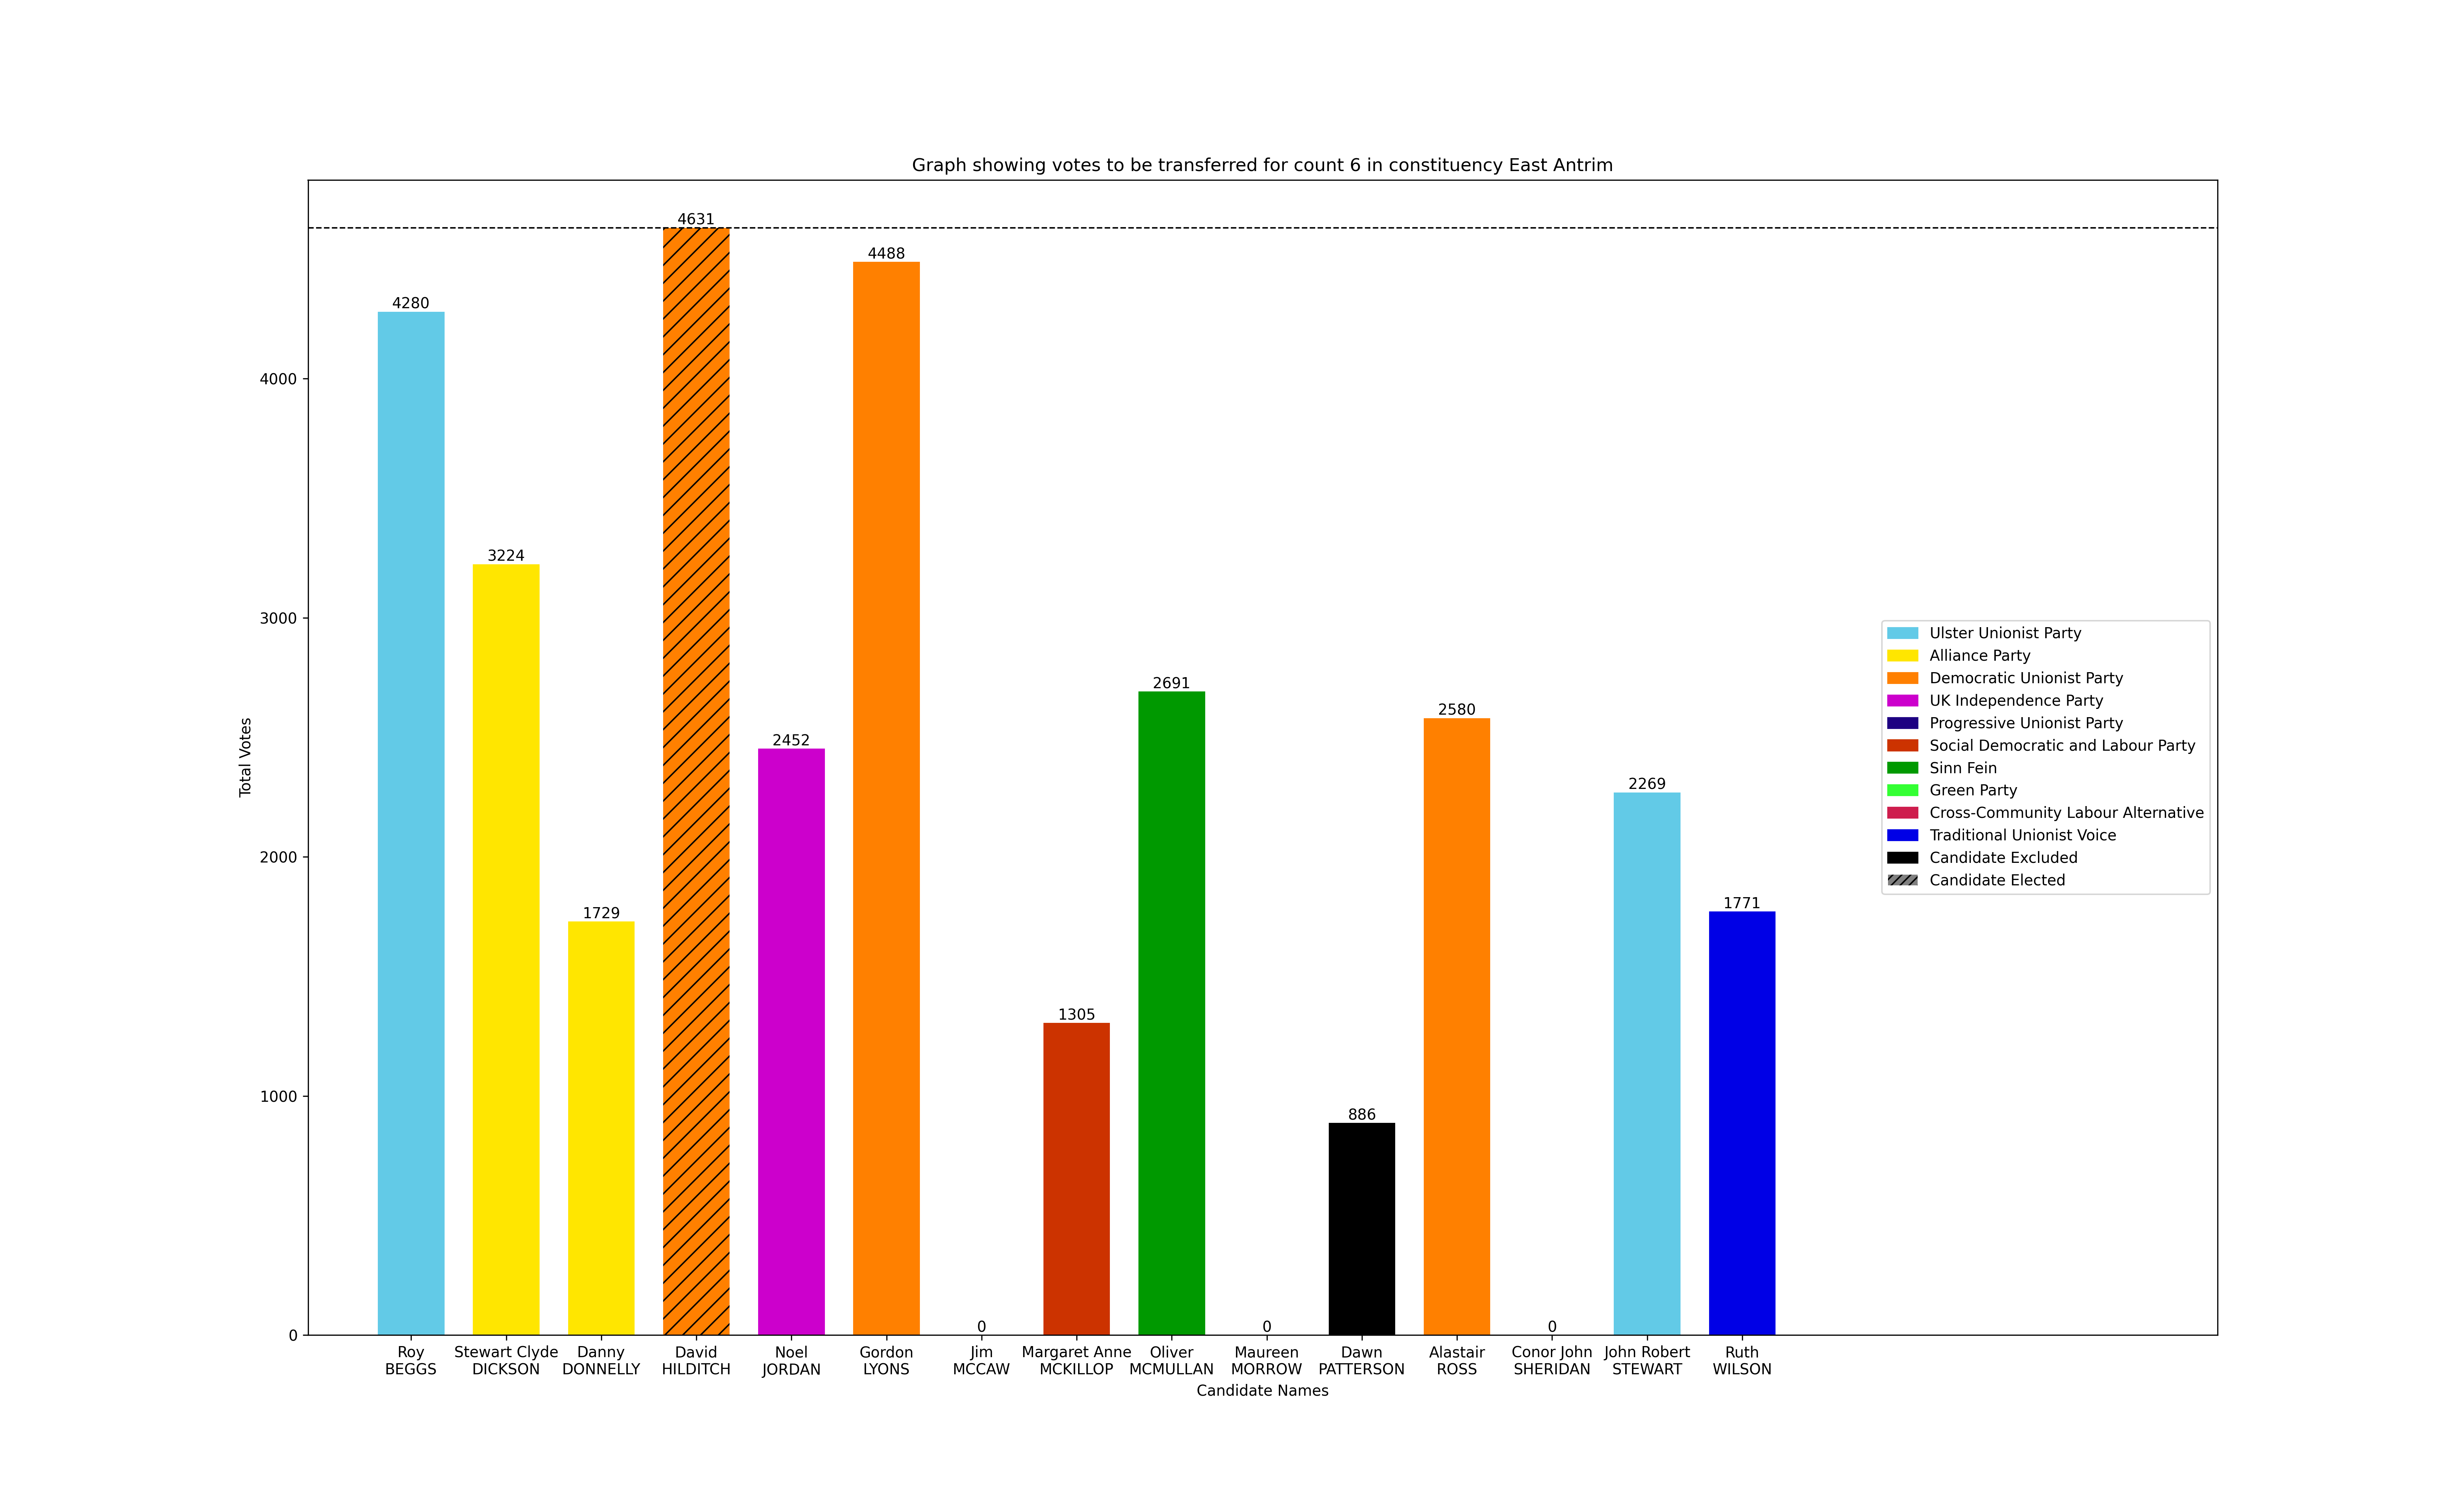 Graph showing votes to be transferred for count 6 in constituency East Antrim
4631
4488
4280
4000
3224
3000
2691
2580
2452
2269
2000
1771
1729
1305
1000
886
0
0
0
0
Total Votes
Ulster Unionist Party
Alliance Party
Democratic Unionist Party
UK Independence Party
Progressive Unionist Party
Social Democratic and Labour Party
Sinn Fein
Green Party
Cross-Community Labour Alternative
Traditional Unionist Voice
Candidate Excluded
Candidate Elected
Roy
BEGGS
Stewart Clyde
DICKSON
Danny
DONNELLY
David
HILDITCH
Noel
JORDAN
Gordon
LYONS
Jim
MCCAW
Margaret Anne
MCKILLOP
Oliver
MCMULLAN
Maureen
MORROW
Dawn
PATTERSON
Alastair
ROSS
Conor John
SHERIDAN
John Robert
STEWART
Ruth
WILSON
Candidate Names